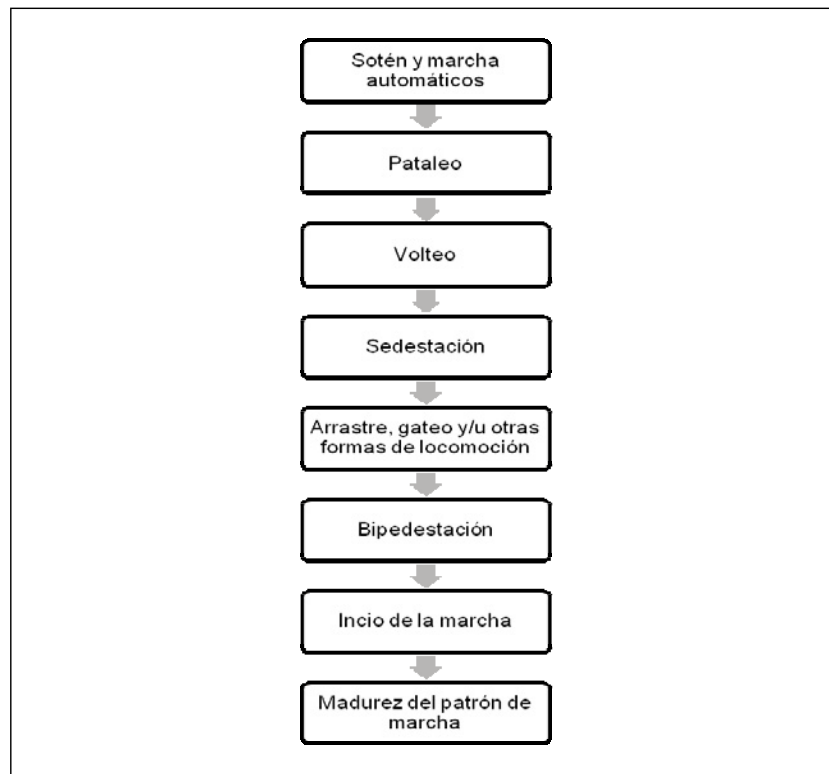 Sotén y marcha
automáticos
Pataleo
Volteo
Sedestación
Arrastre, gateo y/u otras
formas de locomoción
Bipedestación
Incio de la marcha
Madurez del patrón de
marcha